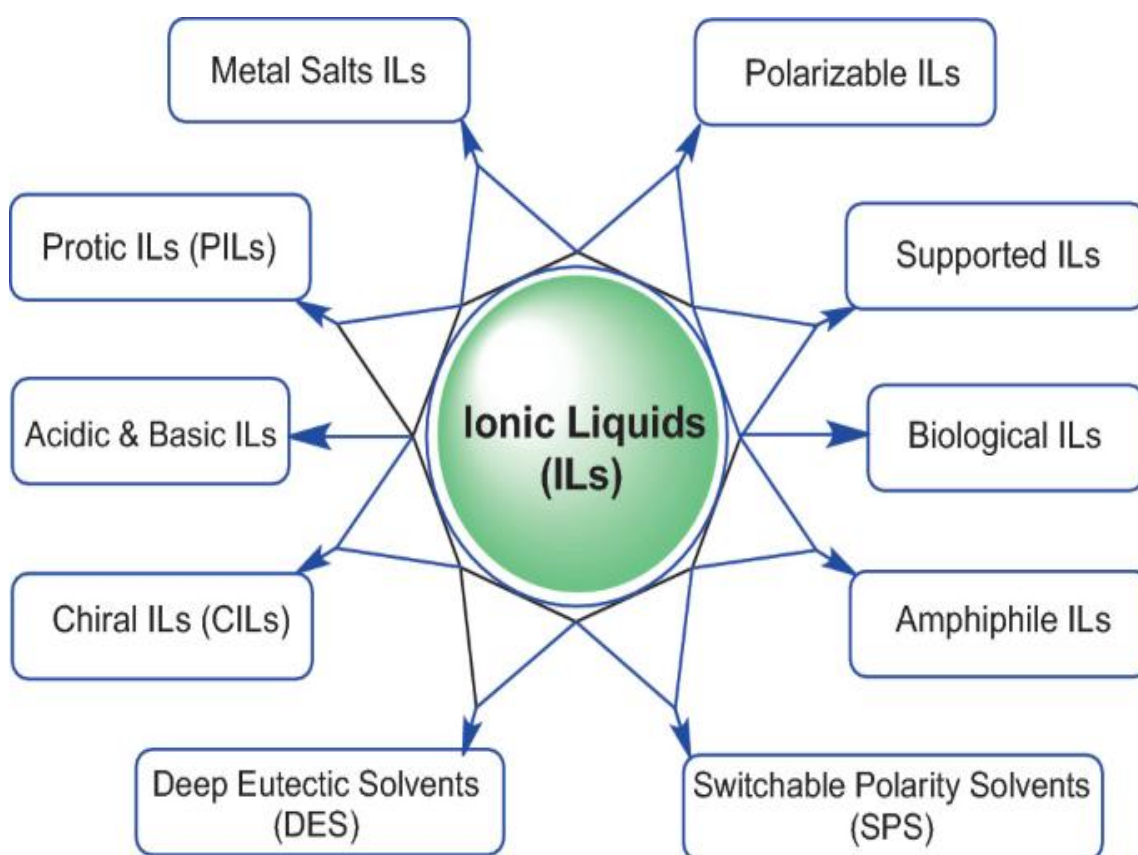 Metal Salts ILs
Polarizable ILs
Protic ILs (PILs)
Supported ILs
Acidic & Basic ILs
Ionic Liquids
(ILs)
Biological ILs
Chiral ILs (CILs)
Amphiphile ILs
Deep Eutectic Solvents
(DES)
Switchable Polarity Solvents
(SPS)